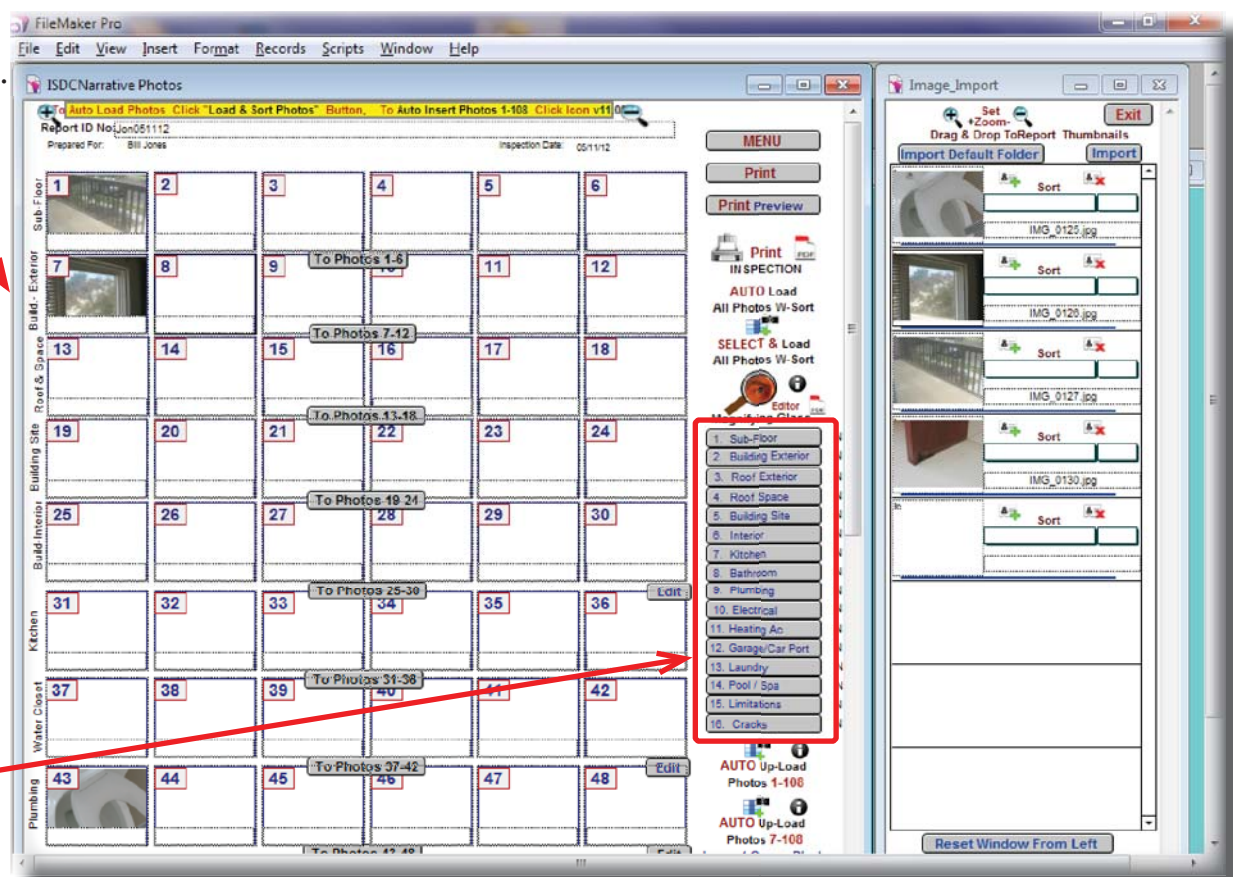 FileMaker Pro
File Edit View Insert Format Records Scripts Window Help
ISDCNarrative Photos
To Auto Load Photos Click "Load & Sort Photos" Button, To Auto Insert Photos 1-108 Click Icon v11.0
Report ID No: Jon051112
Prepared For: Bill Jones Inspection Date: 05/11/12
Sub-Floor
1 2 3 4 5 6
To Photos 1-6
Build.- Exterior
7 8 9 10 11 12
To Photos 7-12
Roof & Space
13 14 15 16 17 18
To Photos 13-18
Building Site
19 20 21 22 23 24
To Photos 19-24
Build-Interior
25 26 27 28 29 30
To Photos 25-30 Edit
Kitchen
31 32 33 34 35 36
To Photos 31-36
Water Closet
37 38 39 40 41 42
To Photos 37-42 Edit
Plumbing
43 44 45 46 47 48
To Photos 43-48 Edit
MENU
Print
Print Preview
Print PDF
INSPECTION
AUTO Load
All Photos W-Sort
SELECT & Load
All Photos W-Sort
Editor
Magnifying Glass
1. Sub-Floor
2 Building Exterior
3. Roof Exterior
4. Roof Space
5. Building Site
6. Interior
7. Kitchen
8. Bathroom
9. Plumbing
10. Electrical
11. Heating Ac
12. Garage/Car Port
13. Laundry
14. Pool / Spa
15. Limitations
16. Cracks
AUTO Up-Load
Photos 1-108
AUTO Up-Load
Photos 7-108
Image_Import
Set
+Zoom-
Exit
Drag & Drop ToReport Thumbnails
Import Default Folder Import
Sort
IMG_0125.jpg
Sort
IMG_0126.jpg
Sort
IMG_0127.jpg
Sort
IMG_0130.jpg
Sort
Reset Window From Left